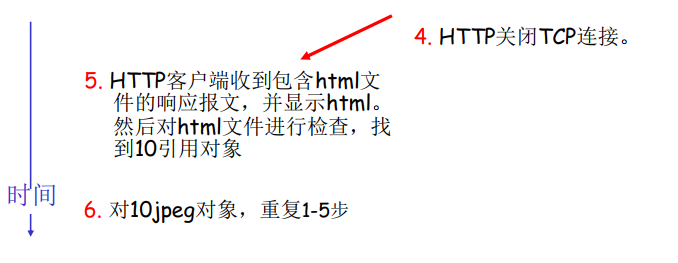 4. HTTP关闭TCP连接。
5. HTTP客户端收到包含html文
件的响应报文，并显示html。
然后对html文件进行检查，找
到10引用对象
时间
6. 对10jpeg对象，重复1-5步